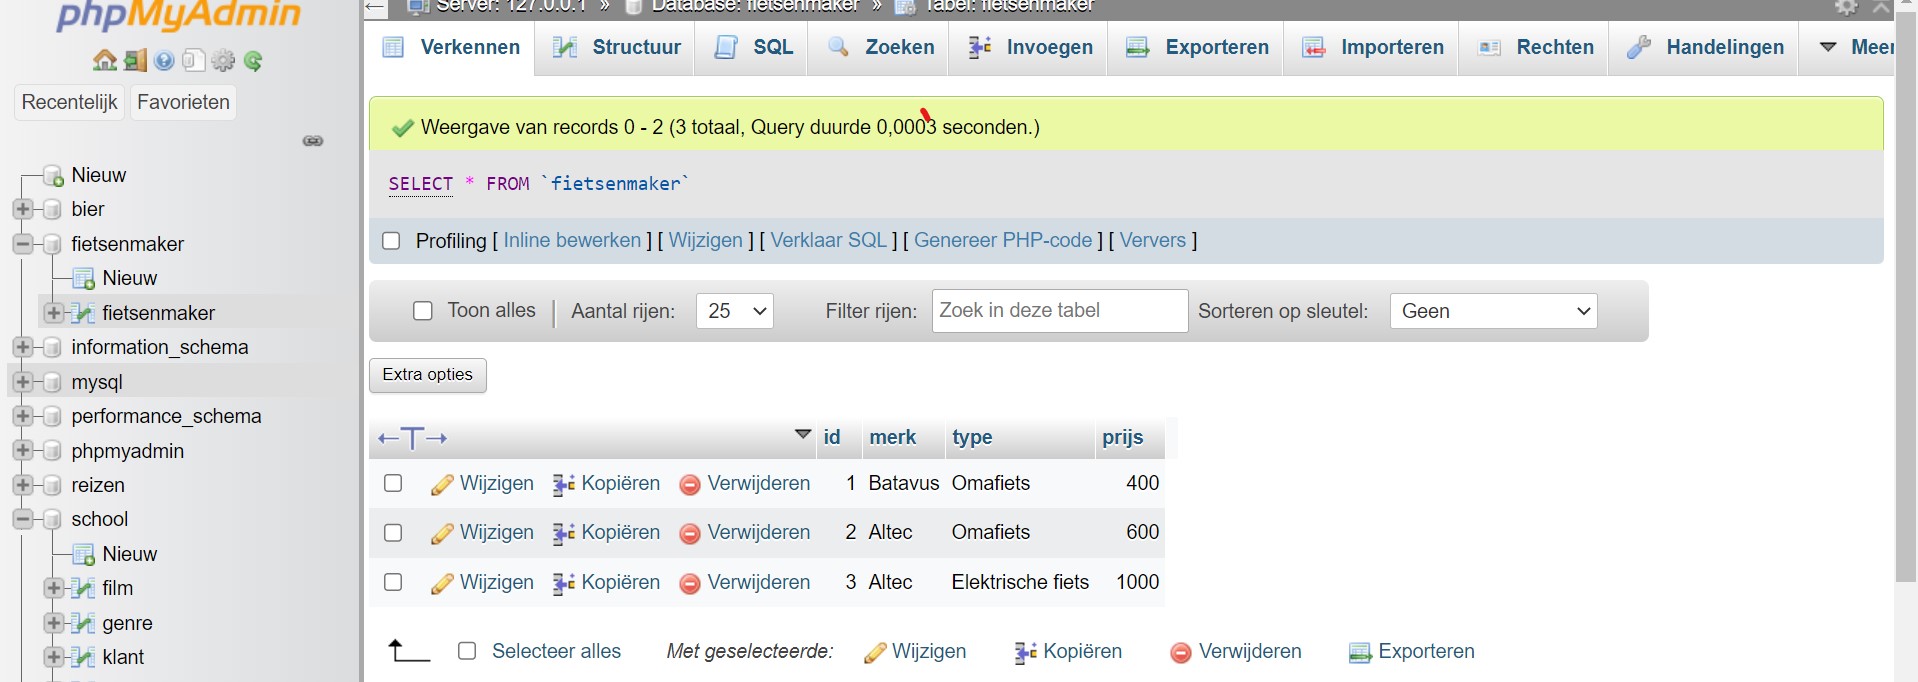 phpMyAdmin
Recentelijk Favorieten
Nieuw
bier
fietsenmaker
Nieuw
fietsenmaker
information_schema
mysql
performance_schema
phpmyadmin
reizen
school
Nieuw
film
genre
klant
Server: 127.0.0.1 » Database: fietsenmaker » Tabel: fietsenmaker
Verkennen Structuur SQL Zoeken Invoegen Exporteren Importeren Rechten Handelingen Meer
Weergave van records 0 - 2 (3 totaal, Query duurde 0,0003 seconden.)
SELECT * FROM `fietsenmaker`
Profiling [ Inline bewerken ] [ Wijzigen ] [ Verklaar SQL ] [ Genereer PHP-code ] [ Ververs ]
Toon alles | Aantal rijen: 25 Filter rijen: Zoek in deze tabel Sorteren op sleutel: Geen
Extra opties
←T→ id merk type prijs
Wijzigen Kopiëren Verwijderen 1 Batavus Omafiets 400
Wijzigen Kopiëren Verwijderen 2 Altec Omafiets 600
Wijzigen Kopiëren Verwijderen 3 Altec Elektrische fiets 1000
Selecteer alles Met geselecteerde: Wijzigen Kopiëren Verwijderen Exporteren